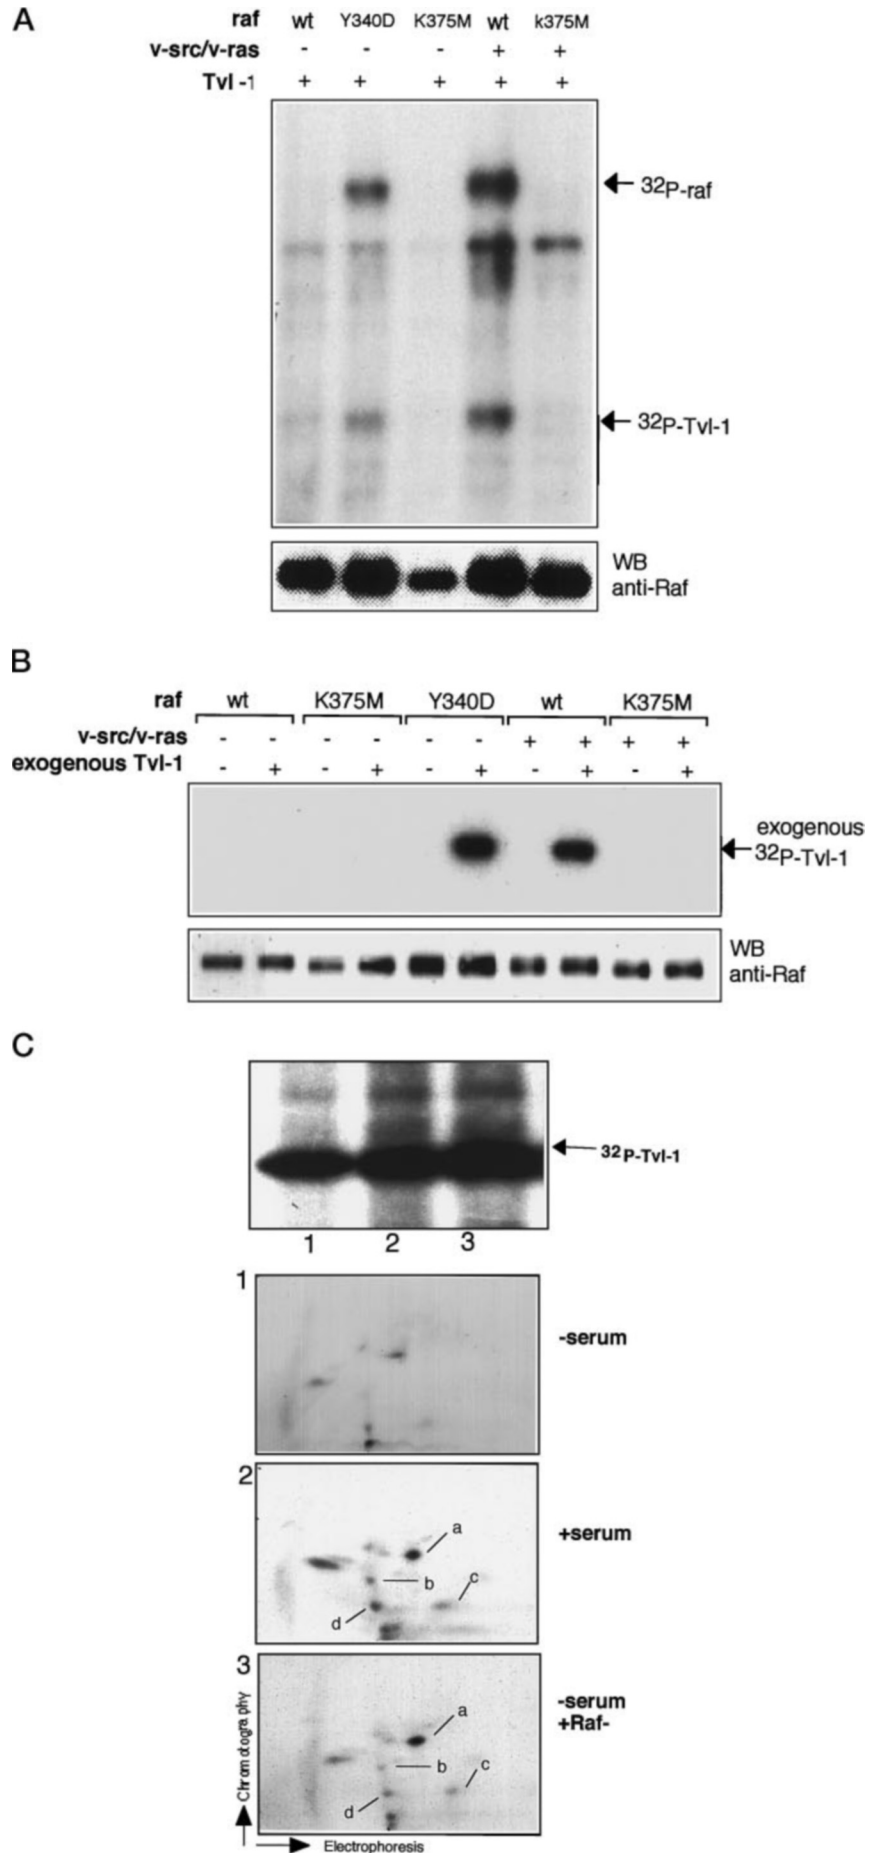 A
raf wt Y340D K375M wt k375M
v-src/v-ras - - - + +
Tvl -1 + + + + +
32P-raf
32P-Tvl-1
WB
anti-Raf
B
raf wt K375M Y340D wt K375M
v-src/v-ras - - - - - - + + + +
exogenous Tvl-1 - + - + - + - + - +
exogenous
32P-Tvl-1
WB
anti-Raf
C
32P-Tvl-1
1 2 3
1
-serum
2
+serum
a
b
c
d
3
-serum
+Raf-
a
b
c
d
Chromotography
Electrophoresis